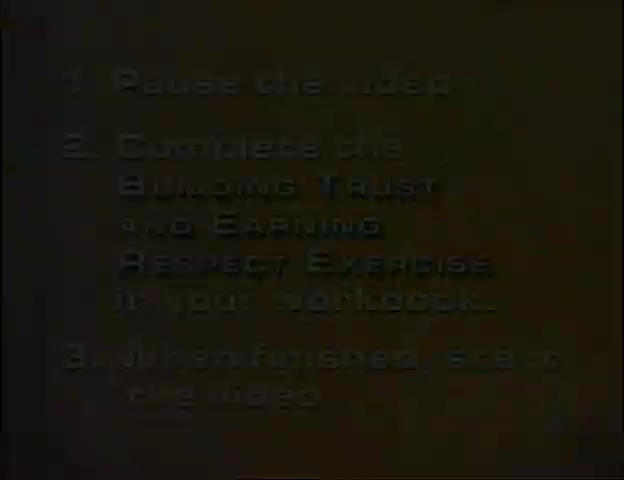 1. Pause the video
2. Complete the
BUILDING TRUST
AND EARNING
RESPECT EXERCISE
in your workbook.
3. When finished, start
the video